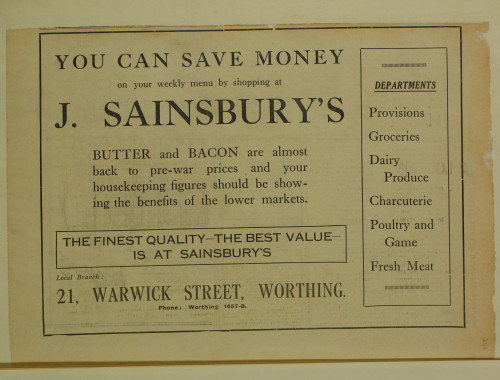 YOU CAN SAVE MONEY
on your weekly menu by shopping at
J. SAINSBURY'S
BUTTER and BACON are almost
back to pre-war prices and your
housekeeping figures should be show-
ing the benefits of the lower markets.
THE FINEST QUALITY—THE BEST VALUE—
IS AT SAINSBURY'S
Local Branch:
21, WARWICK STREET, WORTHING.
Phone: Worthing 1407-8.
DEPARTMENTS
Provisions
Groceries
Dairy
Produce
Charcuterie
Poultry and
Game
Fresh Meat